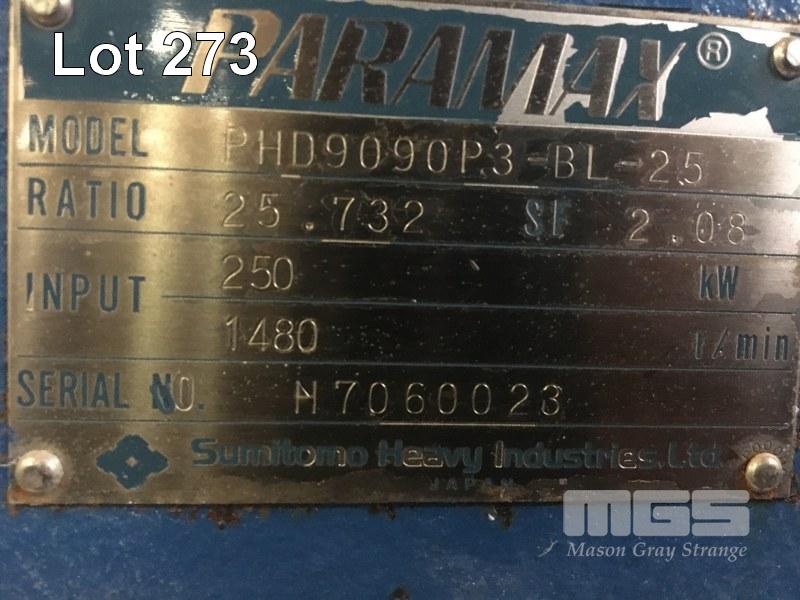 Lot 273
PARAMAX®
MODEL PHD9090P3-BL-25
RATIO 25.732 SF 2.08
INPUT 250 kW
1480 r/min
SERIAL NO. H7060023
Sumitomo Heavy Industries, Ltd.
JAPAN
MGS
Mason Gray Strange